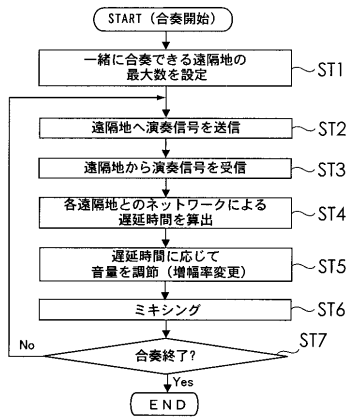 START（合奏開始）
一緒に合奏できる遠隔地の
最大数を設定
ST1
遠隔地へ演奏信号を送信
ST2
遠隔地から演奏信号を受信
ST3
各遠隔地とのネットワークによる
遅延時間を算出
ST4
遅延時間に応じて
音量を調節（増幅率変更）
ST5
ミキシング
ST6
合奏終了?
ST7
No
Yes
END